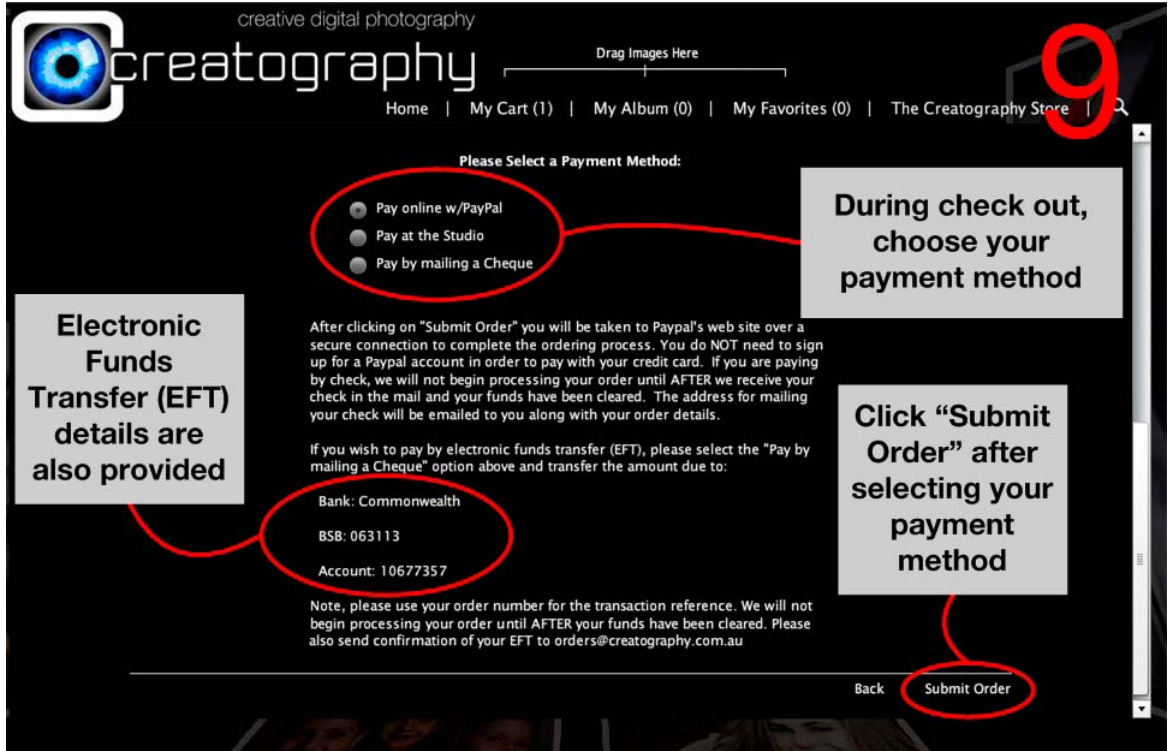 creative digital photography
creatography
Drag Images Here
9
Home | My Cart (1) | My Album (0) | My Favorites (0) | The Creatography Store |
Please Select a Payment Method:
Pay online w/PayPal
Pay at the Studio
Pay by mailing a Cheque
During check out,
choose your
payment method
Electronic
Funds
Transfer (EFT)
details are
also provided
After clicking on "Submit Order" you will be taken to Paypal's web site over a
secure connection to complete the ordering process. You do NOT need to sign
up for a Paypal account in order to pay with your credit card. If you are paying
by check, we will not begin processing your order until AFTER we receive your
check in the mail and your funds have been cleared. The address for mailing
your check will be emailed to you along with your order details.
If you wish to pay by electronic funds transfer (EFT), please select the "Pay by
mailing a Cheque" option above and transfer the amount due to:
Bank: Commonwealth
BSB: 063113
Account: 10677357
Click “Submit
Order” after
selecting your
payment
method
Note, please use your order number for the transaction reference. We will not
begin processing your order until AFTER your funds have been cleared. Please
also send confirmation of your EFT to orders@creatography.com.au
Back
Submit Order